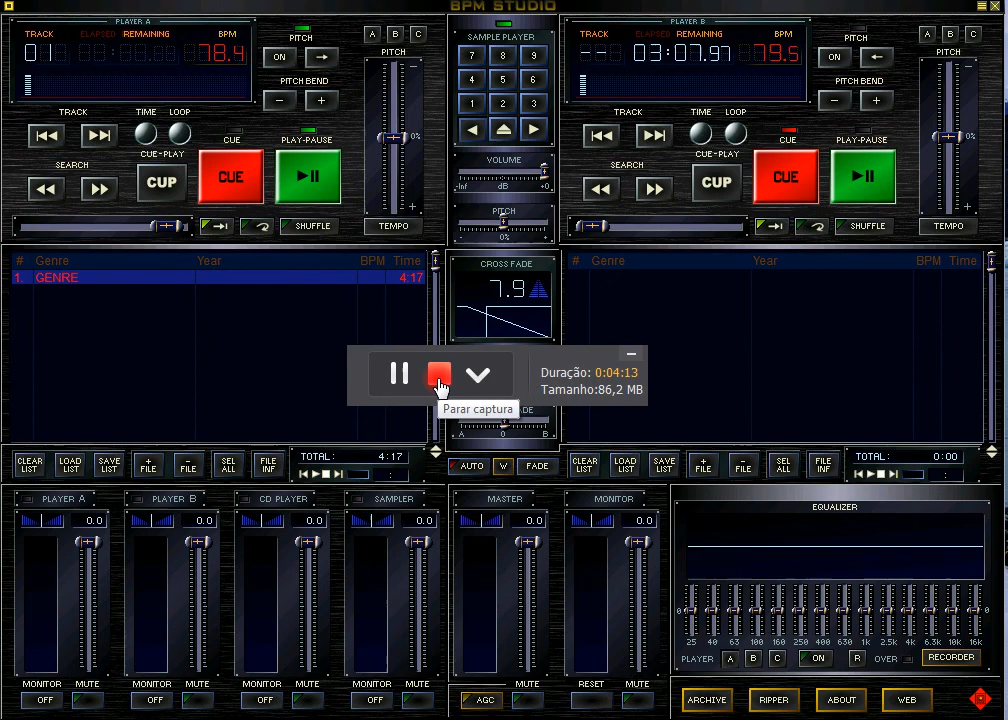 BPM STUDIO
PLAYER A
TRACK ELAPSED REMAINING BPM
01 78.4
PITCH
ON
PITCH BEND
− +
A B C
PITCH
0%
TRACK TIME LOOP
CUE PLAY-PAUSE
SEARCH
CUE-PLAY
CUP
CUE
SHUFFLE
TEMPO
SAMPLE PLAYER
7 8 9
4 5 6
1 2 3
VOLUME
-Inf dB +0
PITCH
0%
PLAYER B
TRACK ELAPSED REMAINING BPM
--- 03:07.97 79.5
PITCH
ON
PITCH BEND
− +
A B C
PITCH
0%
TRACK TIME LOOP
CUE PLAY-PAUSE
SEARCH
CUE-PLAY
CUP
CUE
SHUFFLE
TEMPO
# Genre Year BPM Time
1. GENRE 4:17
CROSS FADE
7.9
# Genre Year BPM Time
Duração: 0:04:13
Tamanho:86,2 MB
Parar captura
ADE
A 0 B
CLEAR LIST
LOAD LIST
SAVE LIST
+ FILE
− FILE
SEL ALL
FILE INF
TOTAL: 4:17
:
AUTO W FADE
CLEAR LIST
LOAD LIST
SAVE LIST
+ FILE
− FILE
SEL ALL
FILE INF
TOTAL: 0:00
:
PLAYER A PLAYER B CD PLAYER SAMPLER MASTER MONITOR
0.0 0.0 0.0 0.0 0.0 0.0
MONITOR MUTE MONITOR MUTE MONITOR MUTE MONITOR MUTE MUTE RESET MUTE
OFF OFF OFF OFF AGC
EQUALIZER
0 0
25 40 63 100 160 250 400 630 1k 2.5k 4k 6.3k 10k 16k
PLAYER A B C ON R OVER RECORDER
ARCHIVE RIPPER ABOUT WEB